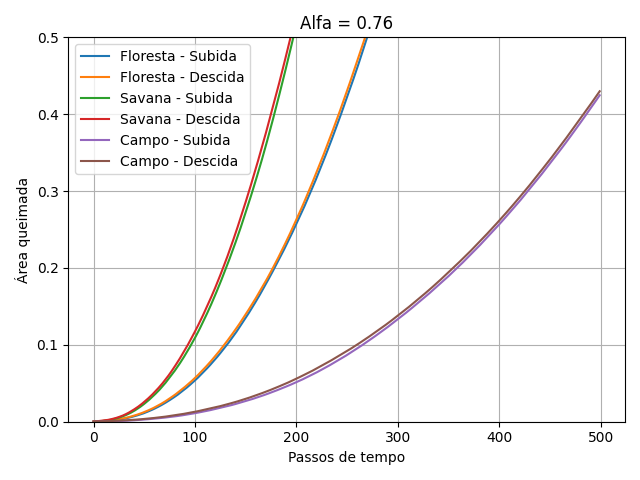 Alfa = 0.76
Floresta - Subida
Floresta - Descida
Savana - Subida
Savana - Descida
Campo - Subida
Campo - Descida
0.5
0.4
0.3
0.2
0.1
0.0
Área queimada
0 100 200 300 400 500
Passos de tempo